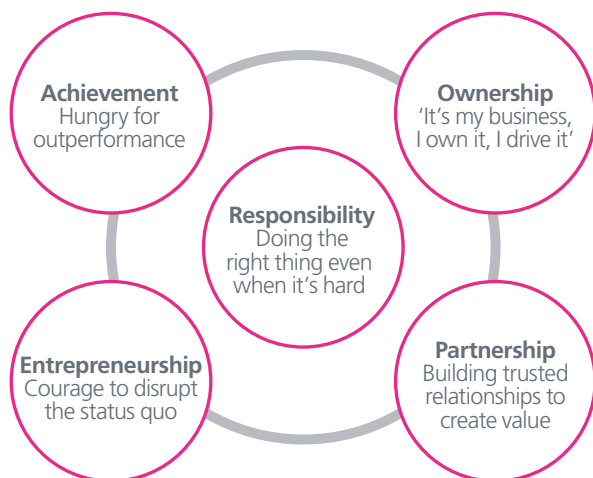 Achievement
Hungry for
outperformance
Ownership
‘It’s my business,
I own it, I drive it’
Responsibility
Doing the
right thing even
when it’s hard
Entrepreneurship
Courage to disrupt
the status quo
Partnership
Building trusted
relationships to
create value